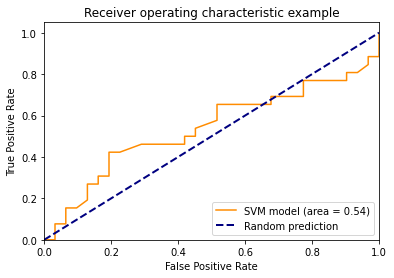 Receiver operating characteristic example
True Positive Rate
1.0
0.8
0.6
0.4
0.2
0.0
SVM model (area = 0.54)
Random prediction
0.0 0.2 0.4 0.6 0.8 1.0
False Positive Rate